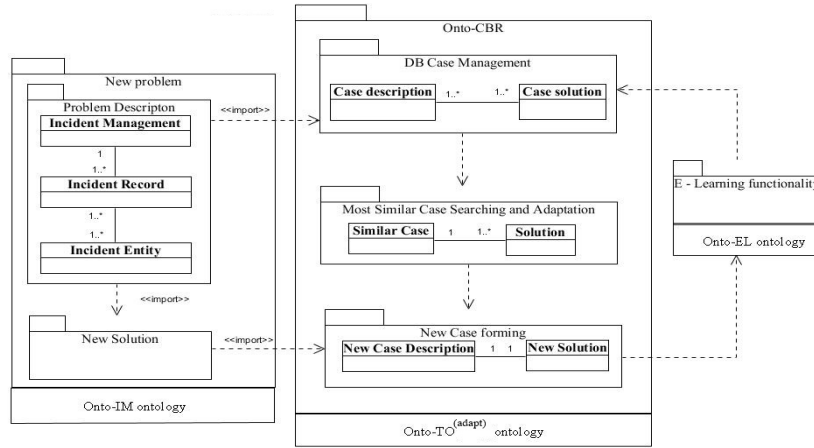 New problem
Problem Descripton
Incident Management
1
1..*
Incident Record
1..*
1..*
Incident Entity
<<import>>
New Solution
Onto-IM ontology
<<import>>
<<import>>
Onto-CBR
DB Case Management
Case description
1..*
1..*
Case solution
Most Similar Case Searching and Adaptation
Similar Case
1
1..*
Solution
New Case forming
New Case Description
1
1
New Solution
Onto-TO(adapt) ontology
E - Learning functionality
Onto-EL ontology